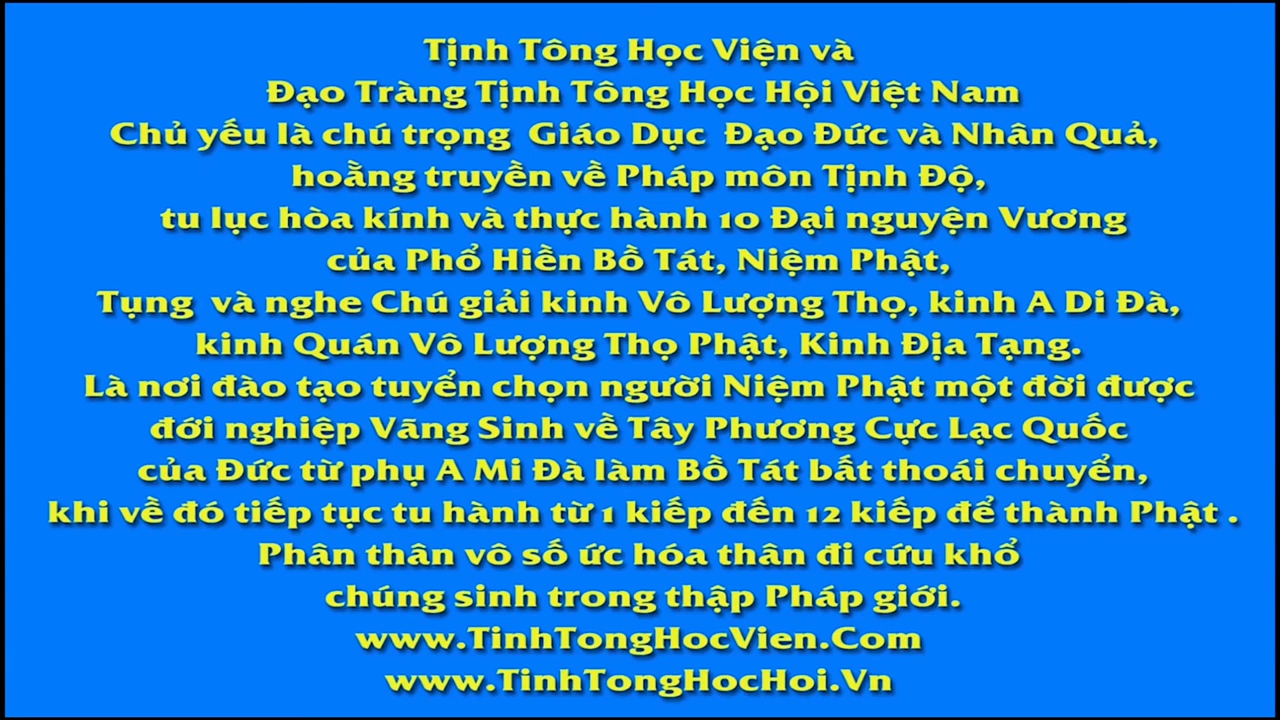 Tịnh Tông Học Viện và
Đạo Tràng Tịnh Tông Học Hội Việt Nam
Chủ yếu là chú trọng Giáo Dục Đạo Đức và Nhân Quả,
hoằng truyền về Pháp môn Tịnh Độ,
tu lục hòa kính và thực hành 10 Đại nguyện Vương
của Phổ Hiền Bồ Tát, Niệm Phật,
Tụng và nghe Chú giải kinh Vô Lượng Thọ, kinh A Di Đà,
kinh Quán Vô Lượng Thọ Phật, Kinh Địa Tạng.
Là nơi đào tạo tuyển chọn người Niệm Phật một đời được
đới nghiệp Vãng Sinh về Tây Phương Cực Lạc Quốc
của Đức từ phụ A Mi Đà làm Bồ Tát bất thoái chuyển,
khi về đó tiếp tục tu hành từ 1 kiếp đến 12 kiếp để thành Phật .
Phân thân vô số ức hóa thân đi cứu khổ
chúng sinh trong thập Pháp giới.
www.TinhTongHocVien.Com
www.TinhTongHocHoi.Vn